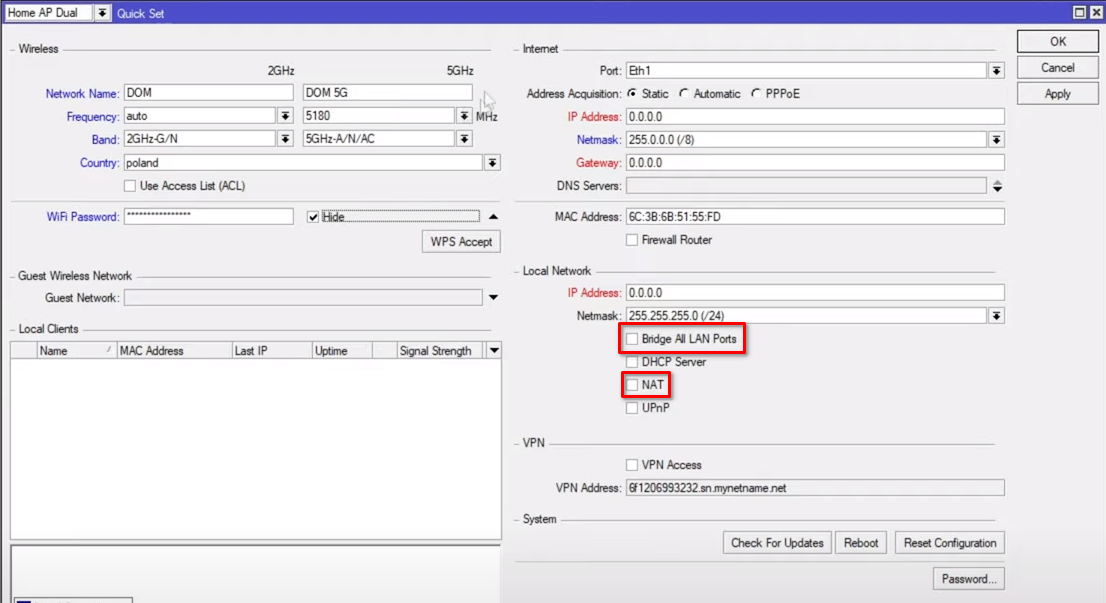 Home AP Dual Quick Set
Wireless
2GHz 5GHz
Network Name: DOM DOM 5G
Frequency: auto 5180 MHz
Band: 2GHz-G/N 5GHz-A/N/AC
Country: poland
Use Access List (ACL)
WiFi Password: **************** Hide
WPS Accept
Guest Wireless Network
Guest Network:
Local Clients
Name / MAC Address Last IP Uptime Signal Strength
Internet
Port: Eth1
Address Acquisition: Static Automatic PPPoE
IP Address: 0.0.0.0
Netmask: 255.0.0.0 (/8)
Gateway: 0.0.0.0
DNS Servers:
MAC Address: 6C:3B:6B:51:55:FD
Firewall Router
Local Network
IP Address: 0.0.0.0
Netmask: 255.255.255.0 (/24)
Bridge All LAN Ports
DHCP Server
NAT
UPnP
VPN
VPN Access
VPN Address: 6f1206993232.sn.mynetname.net
System
Check For Updates Reboot Reset Configuration
Password...
OK
Cancel
Apply